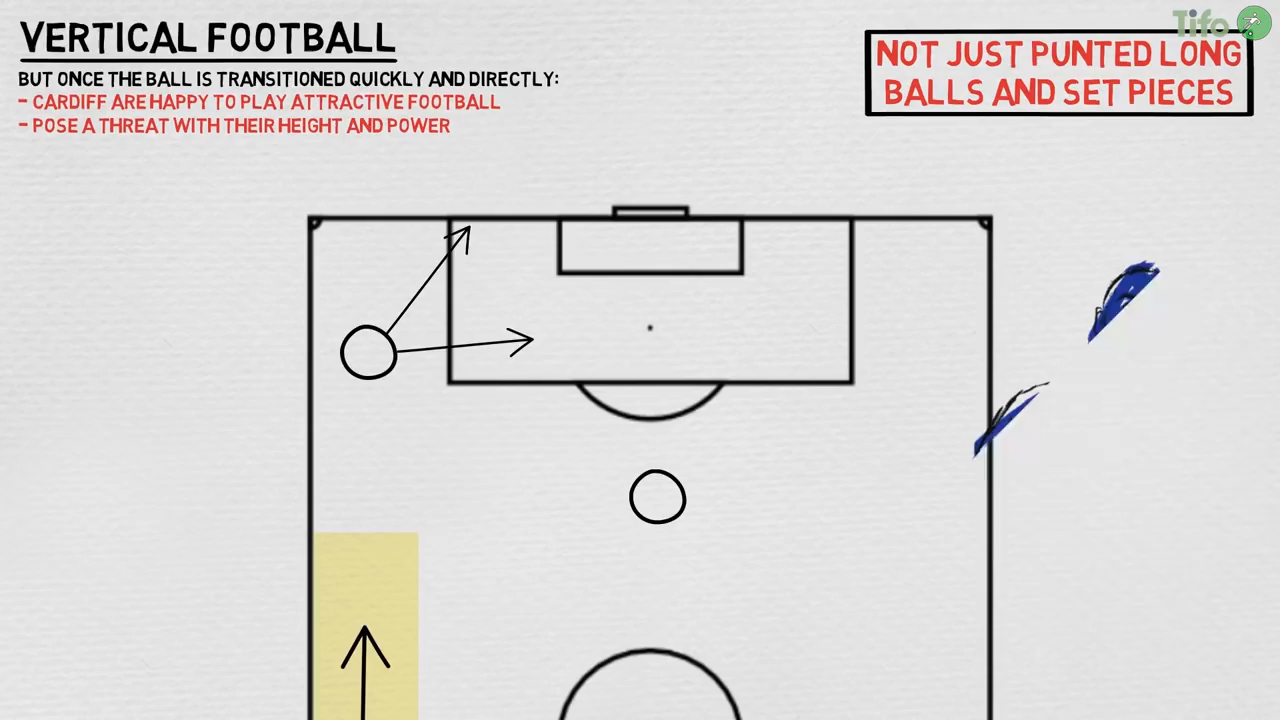 VERTICAL FOOTBALL
BUT ONCE THE BALL IS TRANSITIONED QUICKLY AND DIRECTLY:
- CARDIFF ARE HAPPY TO PLAY ATTRACTIVE FOOTBALL
- POSE A THREAT WITH THEIR HEIGHT AND POWER
Tifo
NOT JUST PUNTED LONG
BALLS AND SET PIECES